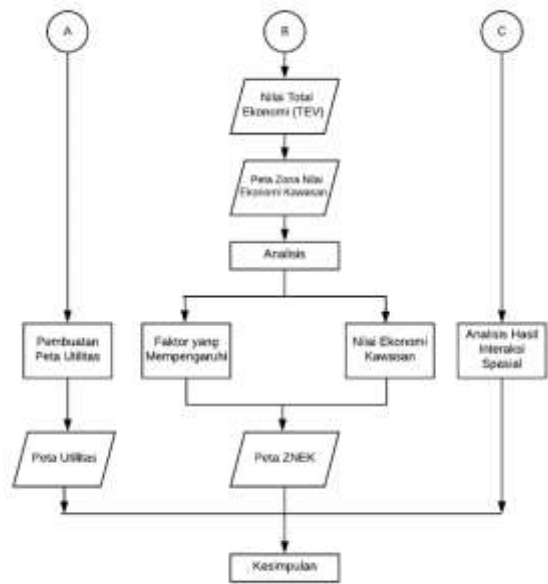 A
B
C
Nilai Total
Ekonomi (TEV)
Peta Zona Nilai
Ekonomi Kawasan
Analisis
Pembuatan
Peta Utilitas
Faktor yang
Mempengaruhi
Nilai Ekonomi
Kawasan
Analisis Hasil
Interaksi
Spasial
Peta Utilitas
Peta ZNEK
Kesimpulan